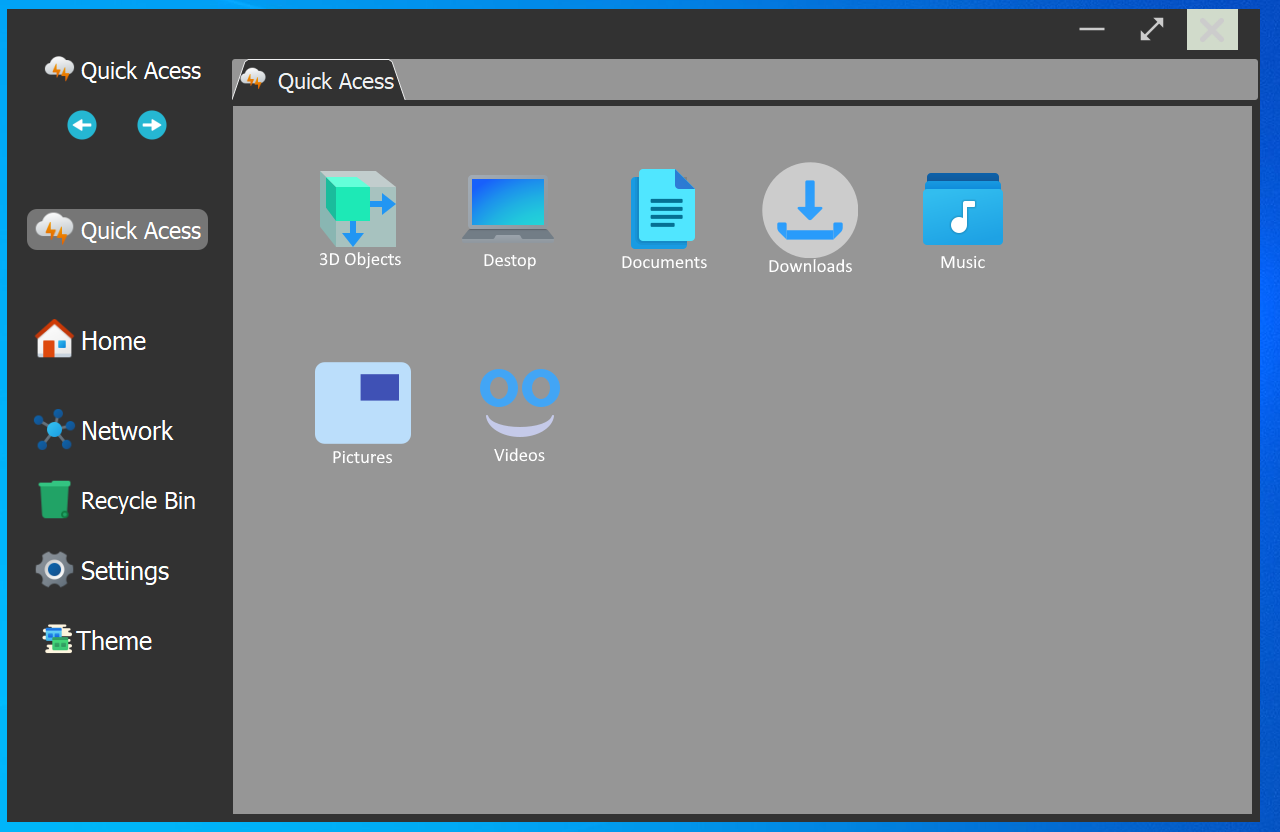 Quick Acess
Quick Acess
Home
Network
Recycle Bin
Settings
Theme
Quick Acess
3D Objects
Destop
Documents
Downloads
Music
Pictures
Videos